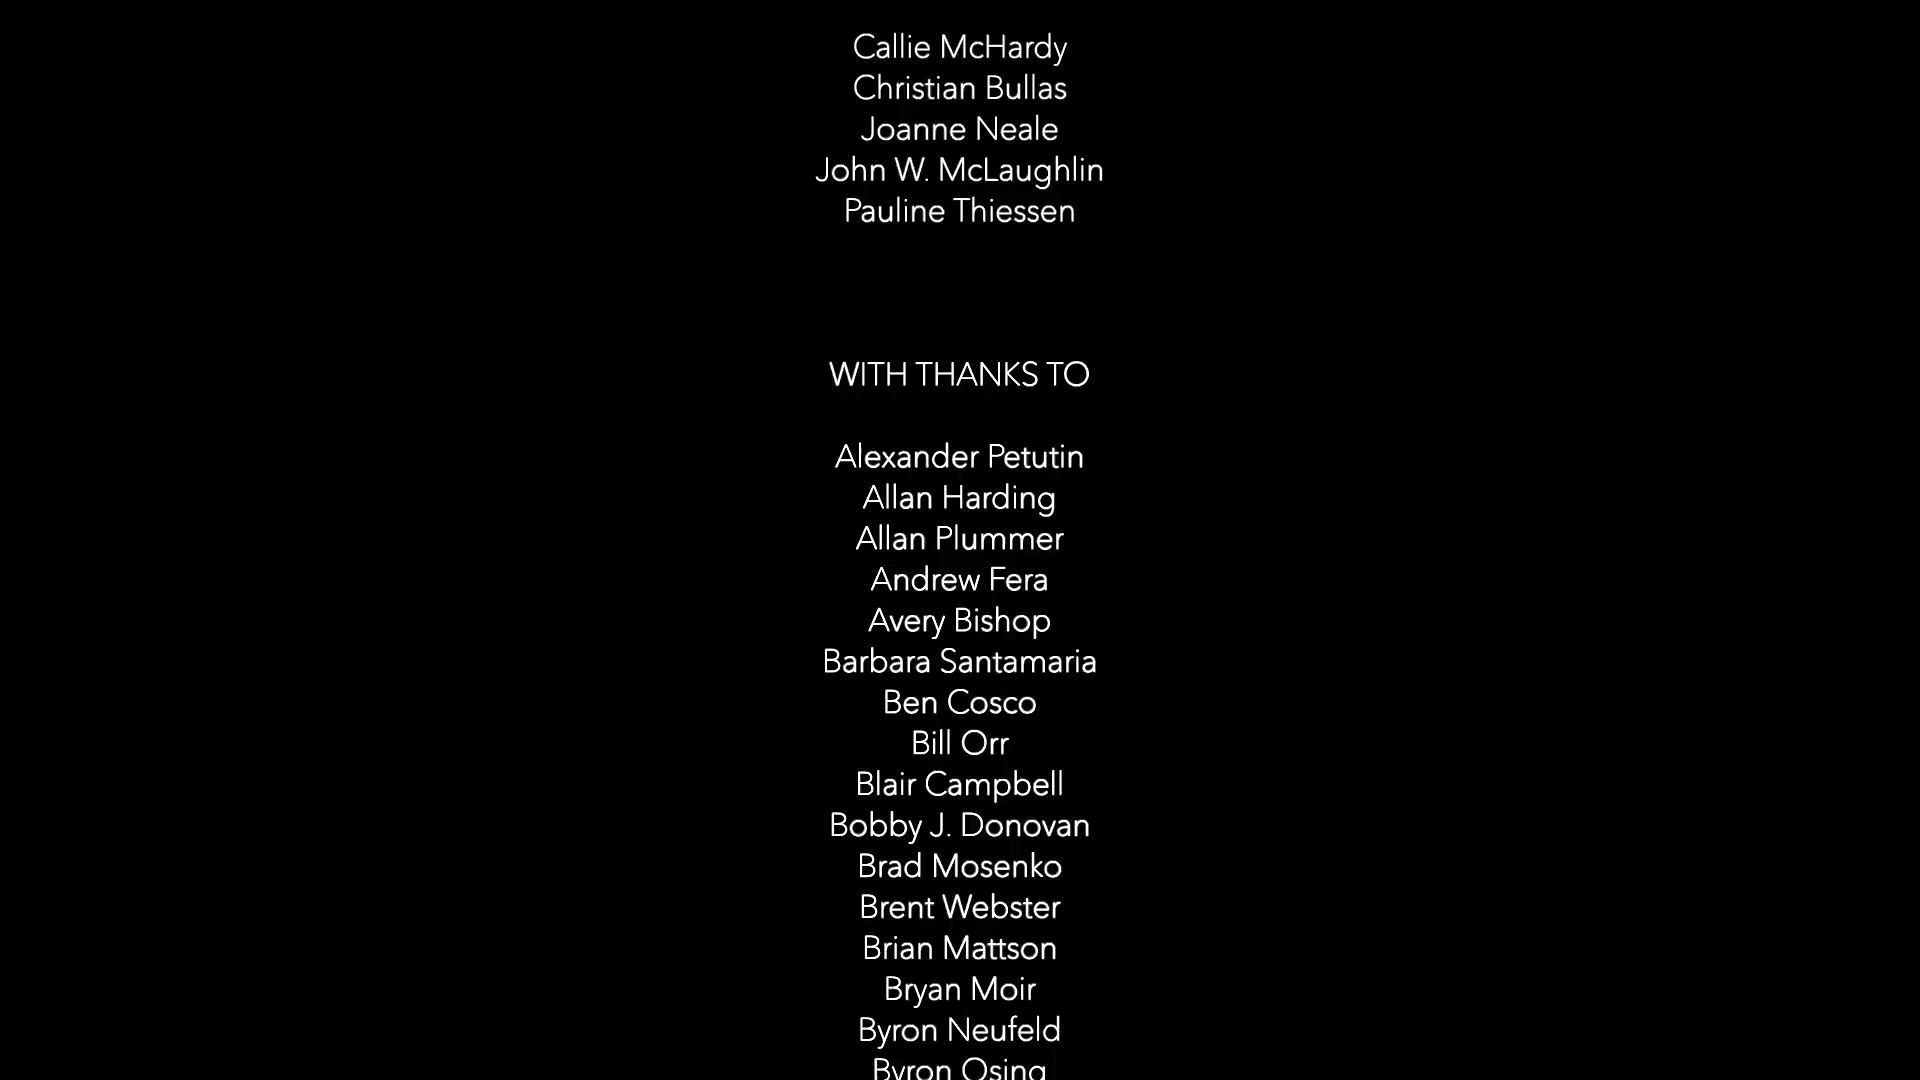 Callie McHardy
Christian Bullas
Joanne Neale
John W. McLaughlin
Pauline Thiessen
WITH THANKS TO
Alexander Petutin
Allan Harding
Allan Plummer
Andrew Fera
Avery Bishop
Barbara Santamaria
Ben Cosco
Bill Orr
Blair Campbell
Bobby J. Donovan
Brad Mosenko
Brent Webster
Brian Mattson
Bryan Moir
Byron Neufeld
Byron Osing